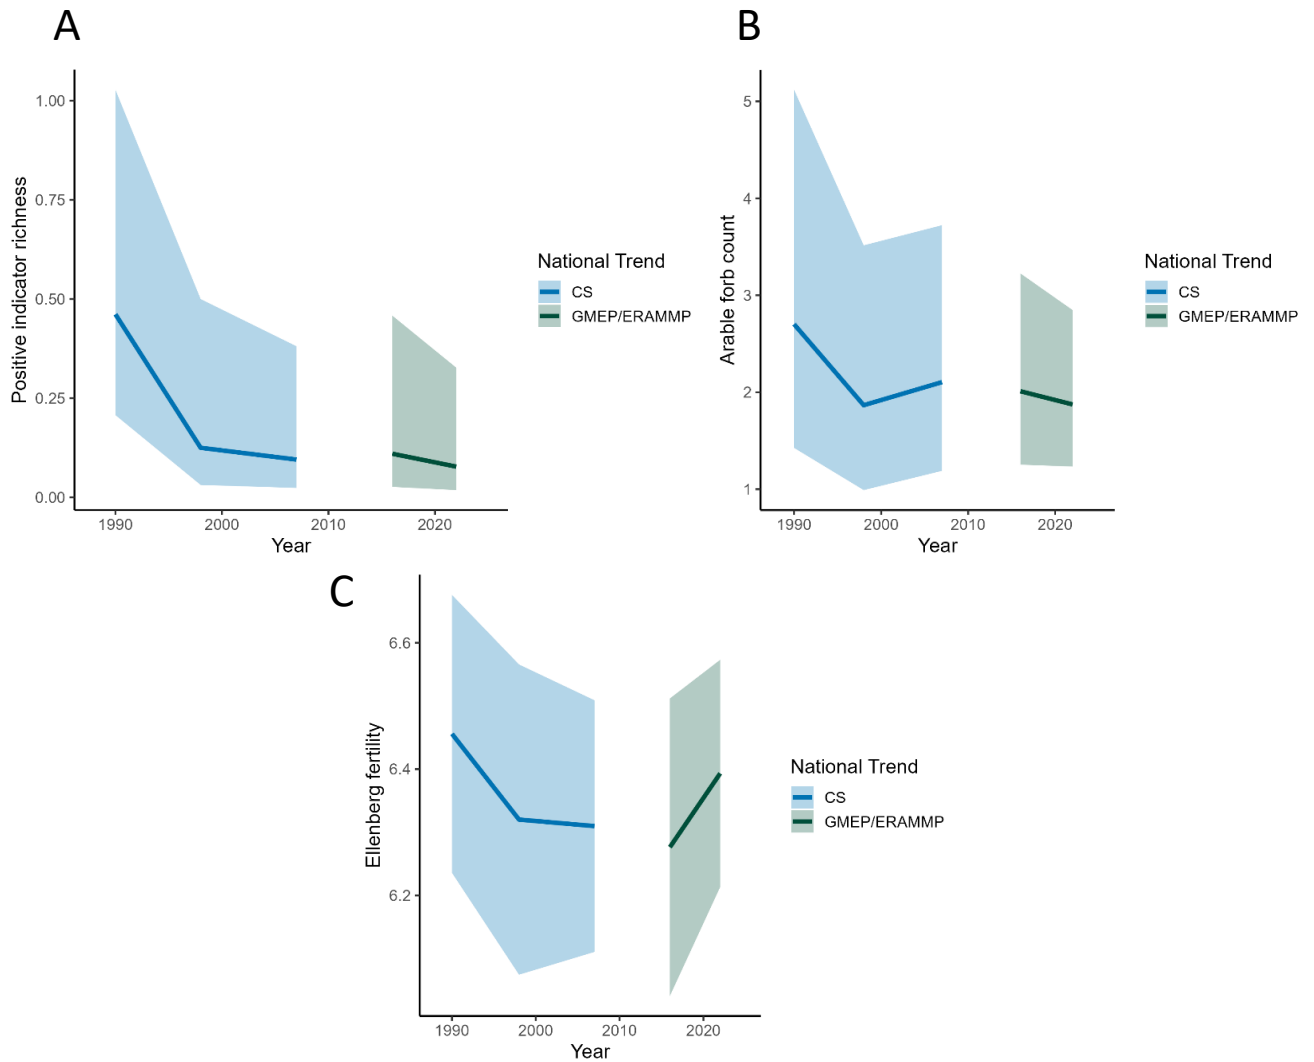 A
Positive indicator richness
1.00
0.75
0.50
0.25
0.00
1990
2000
2010
2020
Year
National Trend
CS
GMEP/ERAMMP
B
Arable forb count
5
4
3
2
1
1990
2000
2010
2020
Year
National Trend
CS
GMEP/ERAMMP
C
Ellenberg fertility
6.6
6.4
6.2
1990
2000
2010
2020
Year
National Trend
CS
GMEP/ERAMMP